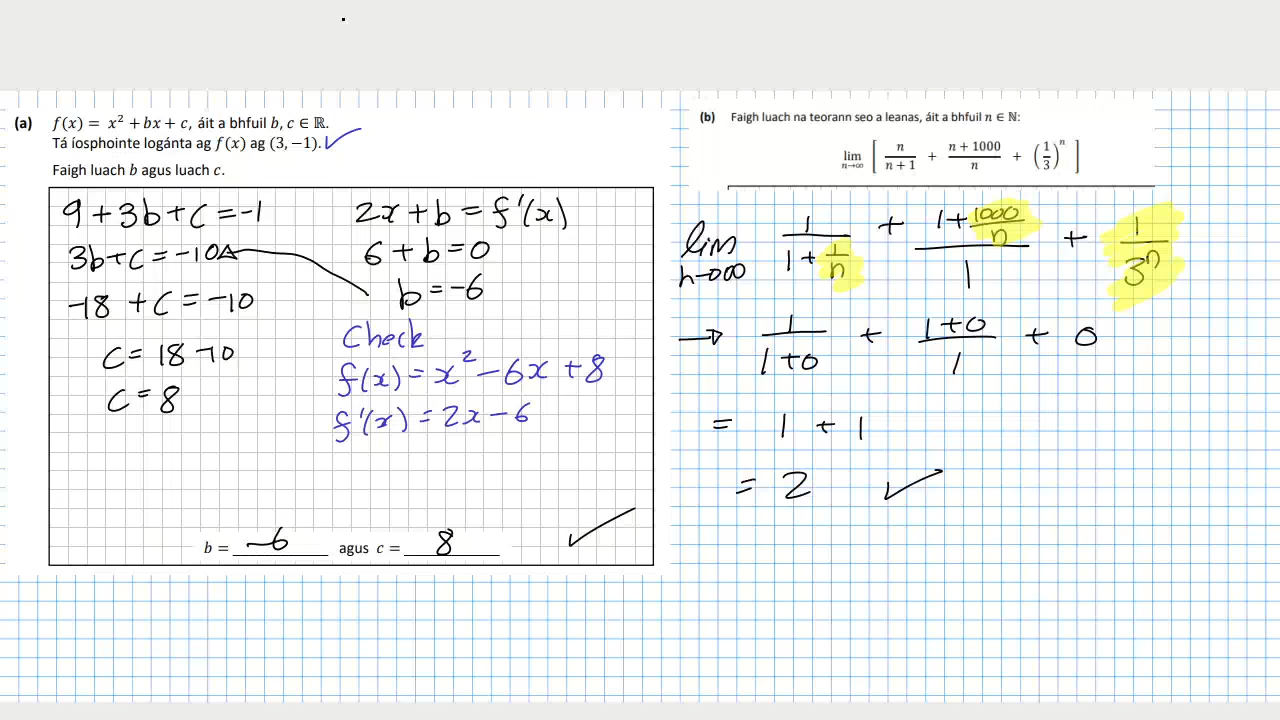 (a) f(x) = x² + bx + c, áit a bhfuil b, c ∈ ℝ.
Tá íosphointe logánta ag f(x) ag (3, −1).
Faigh luach b agus luach c.
9 + 3b + c = -1
3b + c = -10
-18 + c = -10
c = 18 - 10
c = 8
2x + b = f'(x)
6 + b = 0
b = -6
Check
f(x) = x² - 6x + 8
f'(x) = 2x - 6
b = -6 agus c = 8
(b) Faigh luach na teorann seo a leanas, áit a bhfuil n ∈ ℕ:
lim n→∞ [ n/(n + 1) + (n + 1000)/n + (1/3)ⁿ ]
lim n→∞ 1/(1 + 1/n) + (1 + 1000/n)/1 + 1/3ⁿ
→ 1/(1+0) + (1+0)/1 + 0
= 1 + 1
= 2